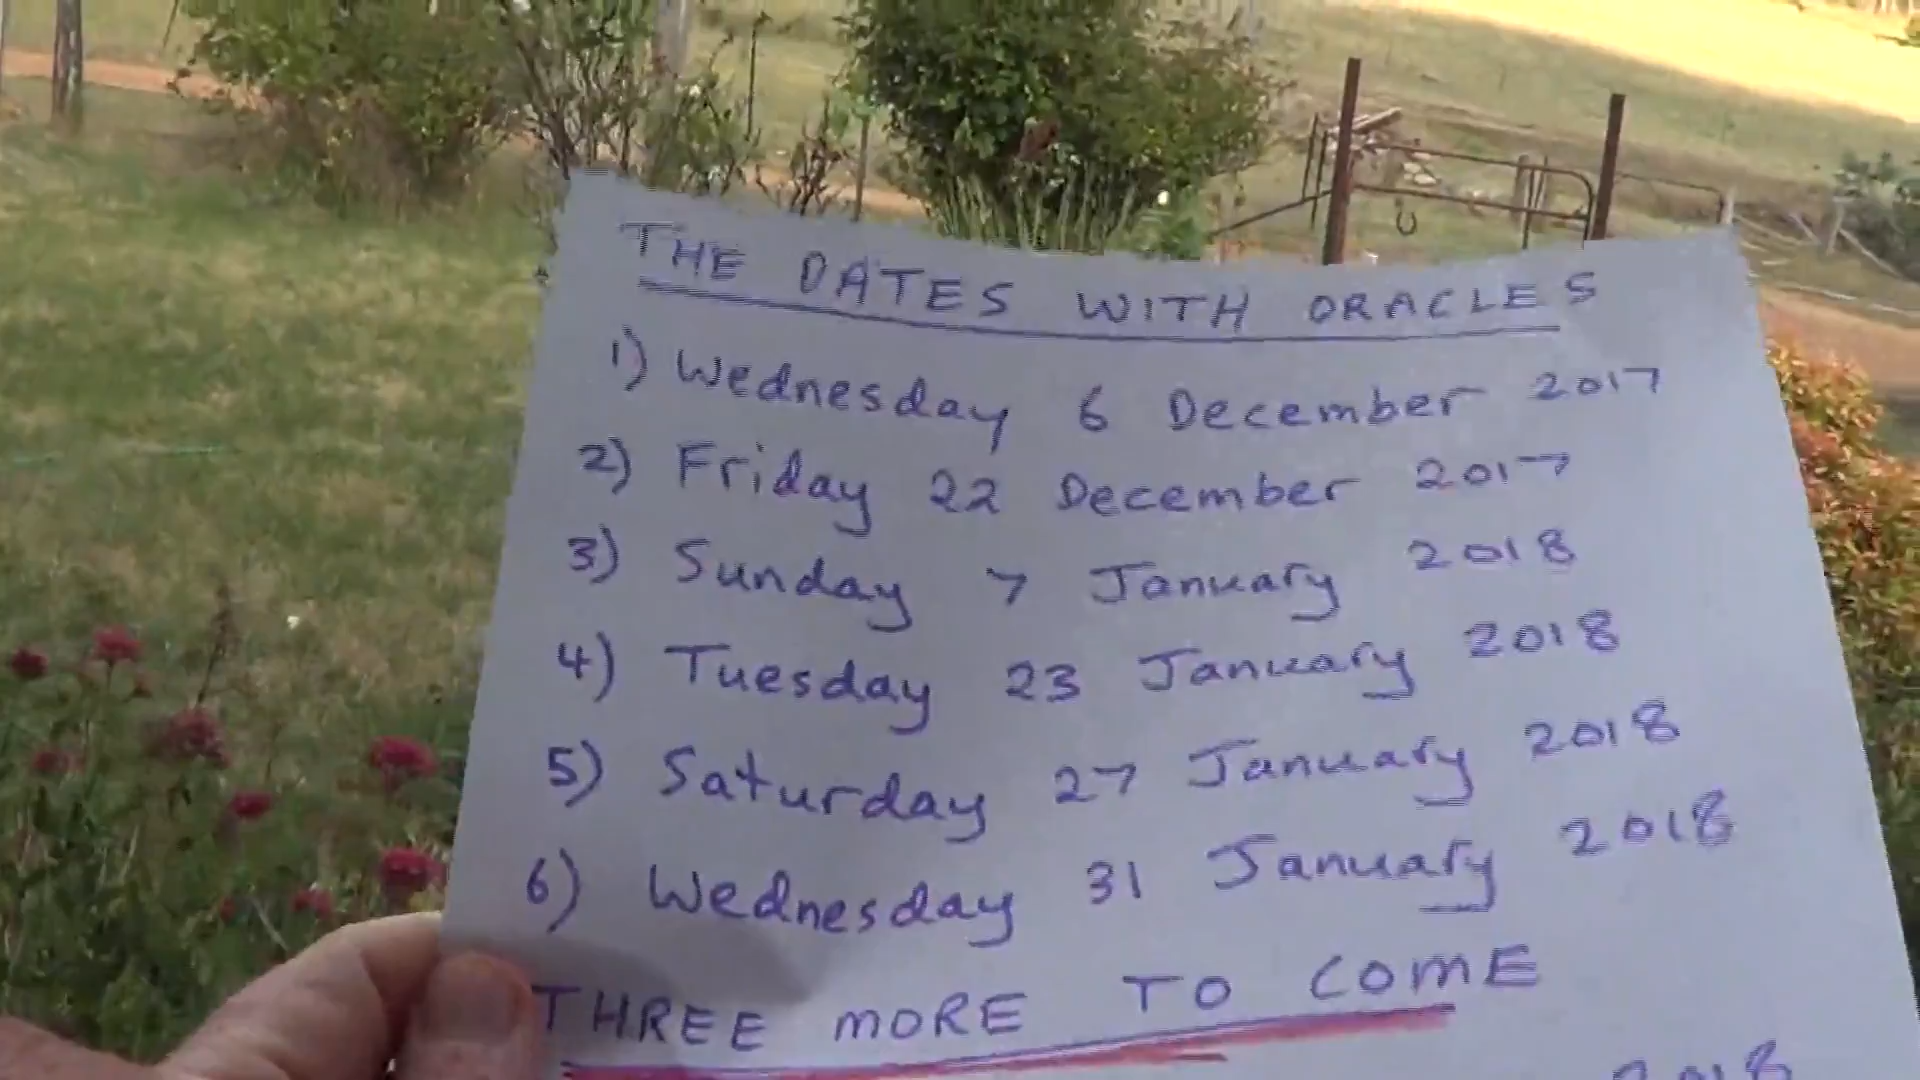 THE DATES WITH ORACLES
1) Wednesday 6 December 2017
2) Friday 22 December 2017
3) Sunday 7 January 2018
4) Tuesday 23 January 2018
5) Saturday 27 January 2018
6) Wednesday 31 January 2018
THREE MORE TO COME
2018